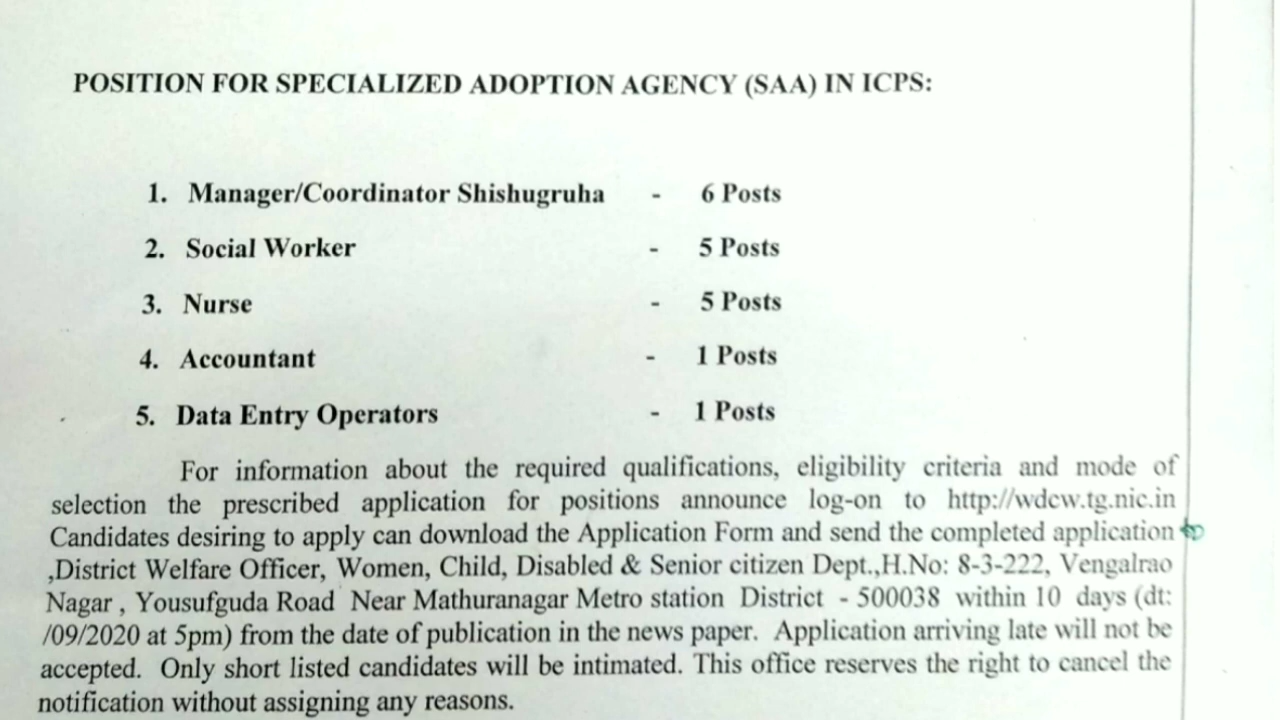 POSITION FOR SPECIALIZED ADOPTION AGENCY (SAA) IN ICPS:
1. Manager/Coordinator Shishugruha - 6 Posts
2. Social Worker - 5 Posts
3. Nurse - 5 Posts
4. Accountant - 1 Posts
5. Data Entry Operators - 1 Posts
For information about the required qualifications, eligibility criteria and mode of
selection the prescribed application for positions announce log-on to http://wdcw.tg.nic.in
Candidates desiring to apply can download the Application Form and send the completed application to
,District Welfare Officer, Women, Child, Disabled & Senior citizen Dept.,H.No: 8-3-222, Vengalrao
Nagar , Yousufguda Road Near Mathuranagar Metro station District - 500038 within 10 days (dt:
/09/2020 at 5pm) from the date of publication in the news paper. Application arriving late will not be
accepted. Only short listed candidates will be intimated. This office reserves the right to cancel the
notification without assigning any reasons.